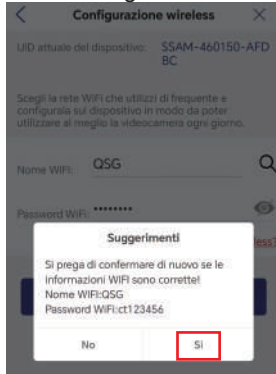 Configurazione wireless
UID attuale del dispositivo: SSAM-460150-AFD
BC
Scegli la rete WiFi che utilizzi di frequente e
configurala sul dispositivo in modo da poter
utilizzare al meglio la videocamera ogni giorno.
Nome WiFi: QSG
Password WiFi: ••••••••
less?
Suggerimenti
Si prega di confermare di nuovo se le
informazioni WIFI sono corrette!
Nome WIFI:QSG
Password WiFi:ct123456
No Sì